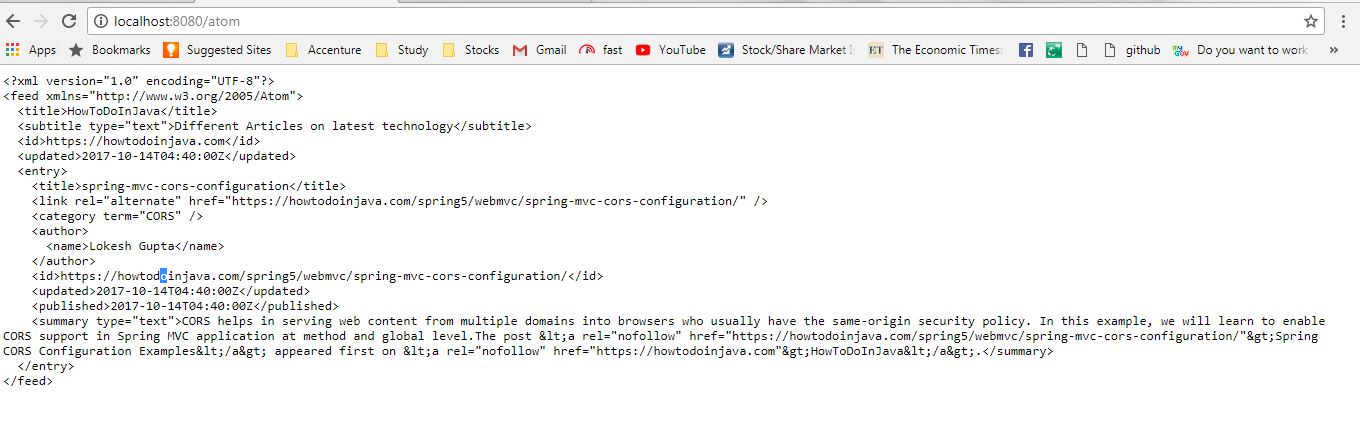 localhost:8080/atom
Apps Bookmarks Suggested Sites Accenture Study Stocks Gmail fast YouTube Stock/Share Market ET The Economic Times: github Do you want to work »
<?xml version="1.0" encoding="UTF-8"?>
<feed xmlns="http://www.w3.org/2005/Atom">
<title>HowToDoInJava</title>
<subtitle type="text">Different Articles on latest technology</subtitle>
<id>https://howtodoinjava.com</id>
<updated>2017-10-14T04:40:00Z</updated>
<entry>
<title>spring-mvc-cors-configuration</title>
<link rel="alternate" href="https://howtodoinjava.com/spring5/webmvc/spring-mvc-cors-configuration/" />
<category term="CORS" />
<author>
<name>Lokesh Gupta</name>
</author>
<id>https://howtodoinjava.com/spring5/webmvc/spring-mvc-cors-configuration/</id>
<updated>2017-10-14T04:40:00Z</updated>
<published>2017-10-14T04:40:00Z</published>
<summary type="text">CORS helps in serving web content from multiple domains into browsers who usually have the same-origin security policy. In this example, we will learn to enable
CORS support in Spring MVC application at method and global level.The post &lt;a rel="nofollow" href="https://howtodoinjava.com/spring5/webmvc/spring-mvc-cors-configuration/"&gt;Spring
CORS Configuration Examples&lt;/a&gt; appeared first on &lt;a rel="nofollow" href="https://howtodoinjava.com"&gt;HowToDoInJava&lt;/a&gt;.</summary>
</entry>
</feed>